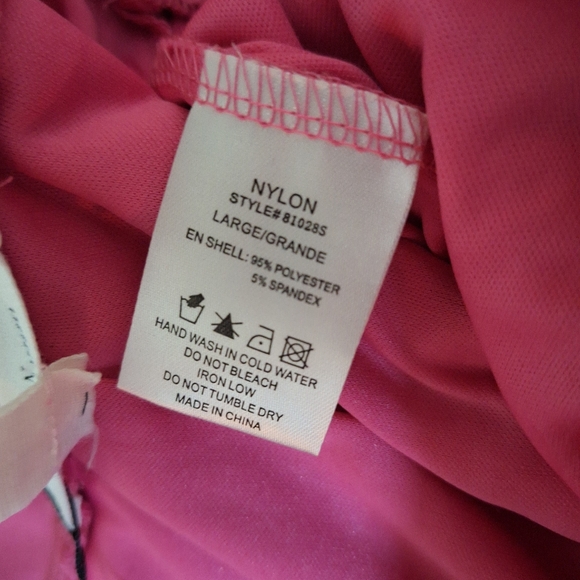 NYLON
STYLE# 81028S
LARGE/GRANDE
EN SHELL: 95% POLYESTER
5% SPANDEX
HAND WASH IN COLD WATER
DO NOT BLEACH
IRON LOW
DO NOT TUMBLE DRY
MADE IN CHINA